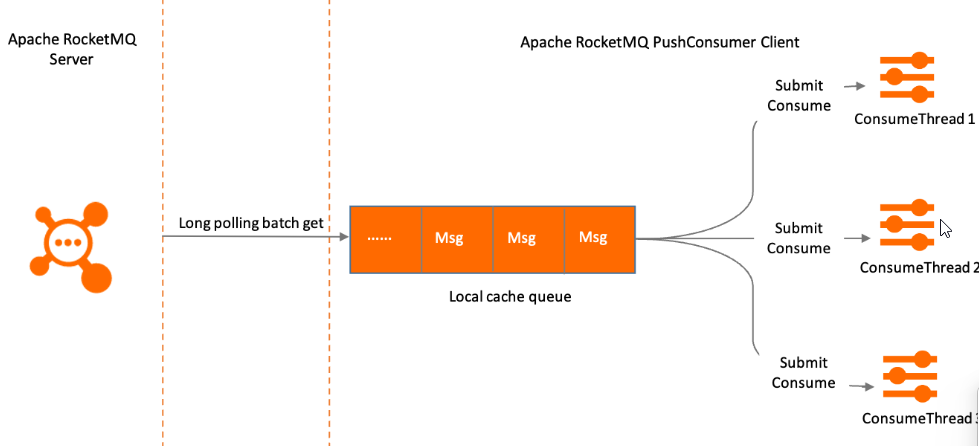 Apache RocketMQ
Server
Apache RocketMQ PushConsumer Client
Submit
Consume
ConsumeThread 1
Long polling batch get
......
Msg
Msg
Msg
Local cache queue
Submit
Consume
ConsumeThread 2
Submit
Consume
ConsumeThread